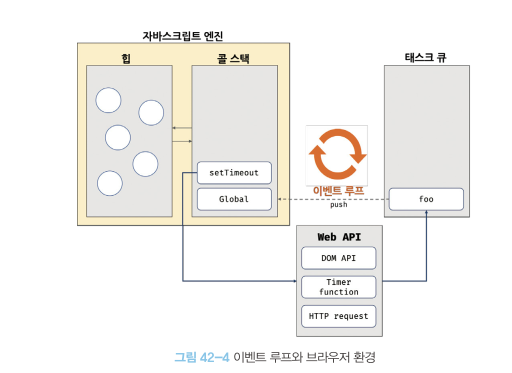 자바스크립트 엔진
힙
콜 스택
태스크 큐
setTimeout
Global
이벤트 루프
push
foo
Web API
DOM API
Timer
function
HTTP request
그림 42-4 이벤트 루프와 브라우저 환경